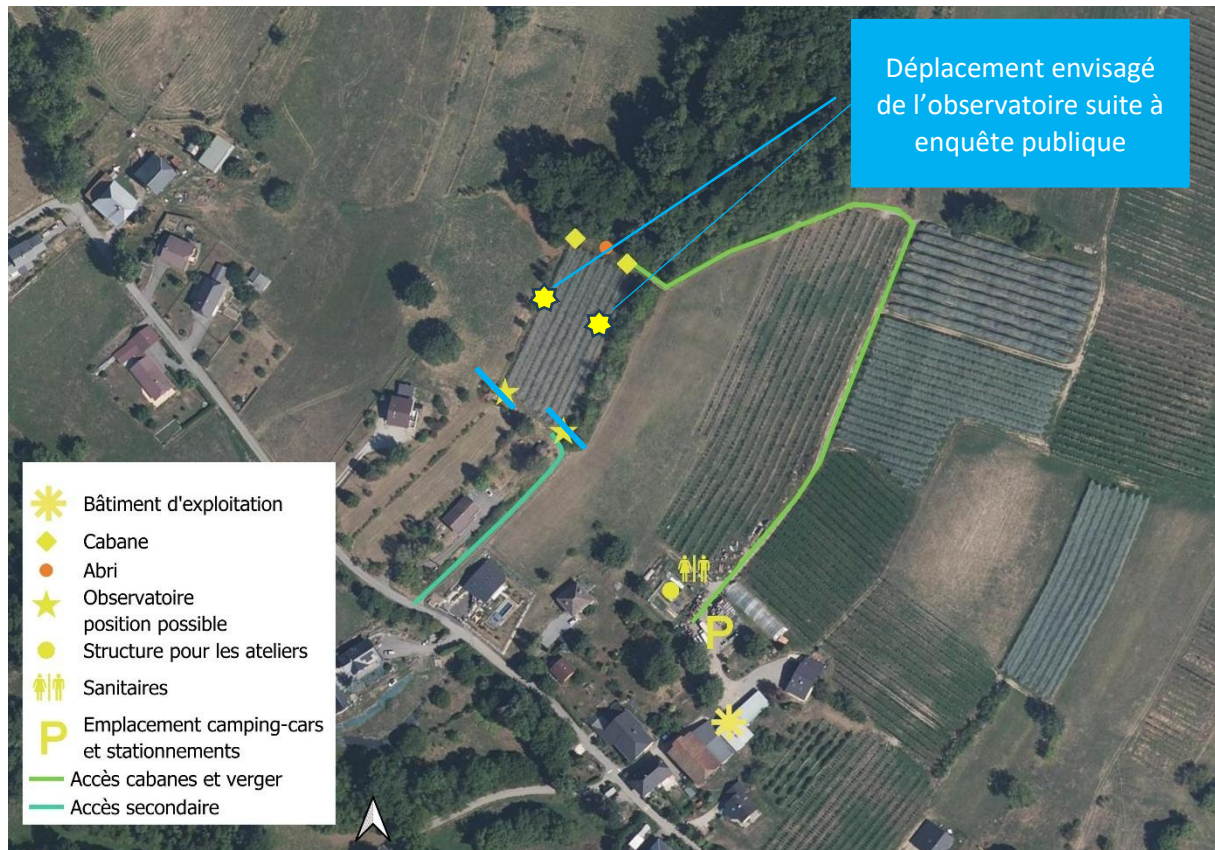 Déplacement envisagé
de l’observatoire suite à
enquête publique
P
Bâtiment d'exploitation
Cabane
Abri
Observatoire
position possible
Structure pour les ateliers
Sanitaires
P Emplacement camping-cars
et stationnements
Accès cabanes et verger
Accès secondaire